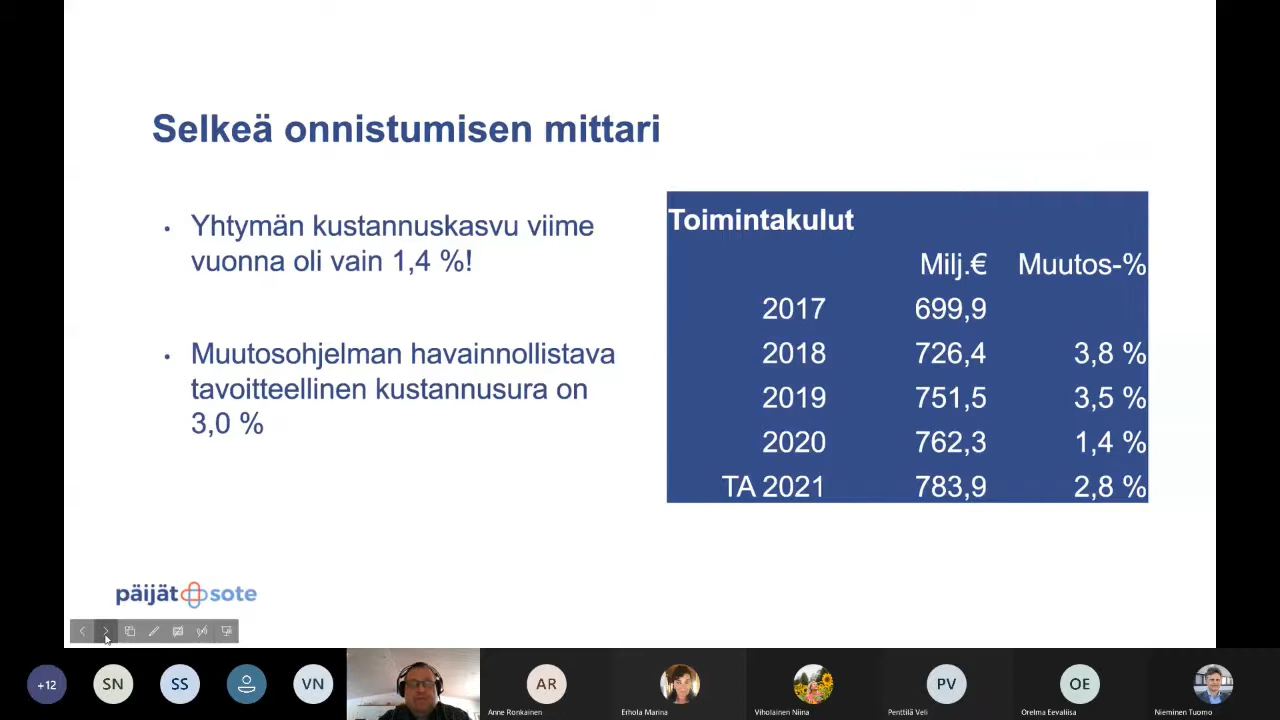 Selkeä onnistumisen mittari
• Yhtymän kustannuskasvu viime
vuonna oli vain 1,4 %!
• Muutosohjelman havainnollistava
tavoitteellinen kustannusura on
3,0 %
Toimintakulut
Milj.€ Muutos-%
2017 699,9
2018 726,4 3,8 %
2019 751,5 3,5 %
2020 762,3 1,4 %
TA 2021 783,9 2,8 %
päijät sote
+12 SN SS VN AR PV OE
Anne Ronkainen Erhola Marina Viholainen Niina Penttilä Veli Orelma Eevaliisa Nieminen Tuomo